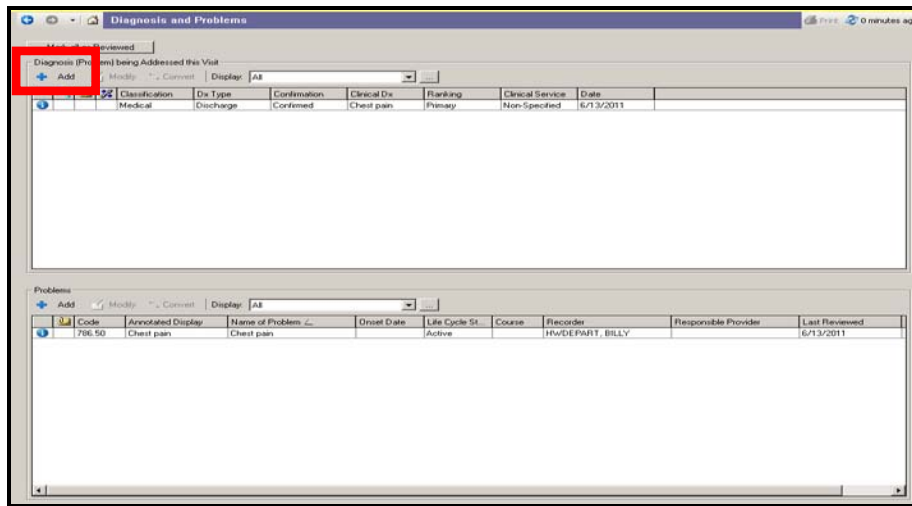 Diagnosis and Problems
Print 0 minutes ag
Reviewed
Diagnosis (Problem) being Addressed this Visit
Add Modify Convert Display: All ...
Classification Dx Type Confirmation Clinical Dx Ranking Clinical Service Date
Medical Discharge Confirmed Chest pain Primary Non-Specified 6/13/2011
Problems
Add Modify Convert Display: All ...
Code Annotated Display Name of Problem Onset Date Life Cycle St... Course Recorder Responsible Provider Last Reviewed
786.50 Chest pain Chest pain Active HWDEPART, BILLY 6/13/2011